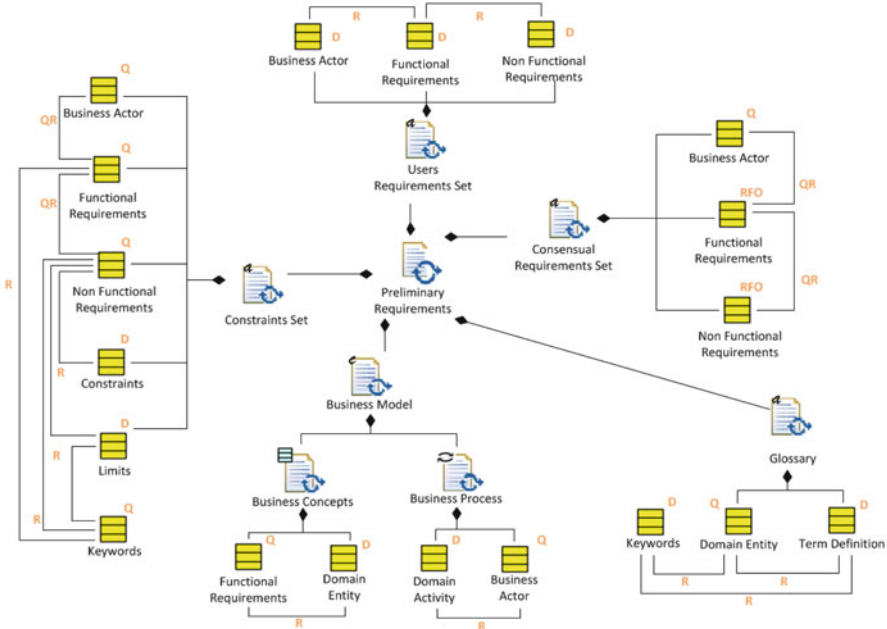 R
R
D
D
D
Business Actor
Functional
Requirements
Non Functional
Requirements
Q
Business Actor
QR
Q
Functional
Requirements
QR
Q
Non Functional
Requirements
R
D
Constraints
R
D
Limits
R
Q
Keywords
R
a
Users
Requirements Set
a
Constraints Set
Preliminary
Requirements
a
Consensual
Requirements Set
Q
Business Actor
QR
RFO
Functional
Requirements
QR
RFO
Non Functional
Requirements
Business Model
Business Concepts
Business Process
Q
Functional
Requirements
D
Domain
Entity
R
D
Domain
Activity
Q
Business
Actor
R
a
Glossary
D
Keywords
Q
Domain Entity
D
Term Definition
R
R
R